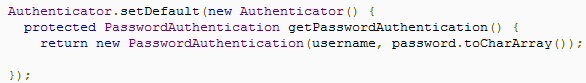 Authenticator.setDefault(new Authenticator() {
  protected PasswordAuthentication getPasswordAuthentication() {
    return new PasswordAuthentication(username, password.toCharArray());

});